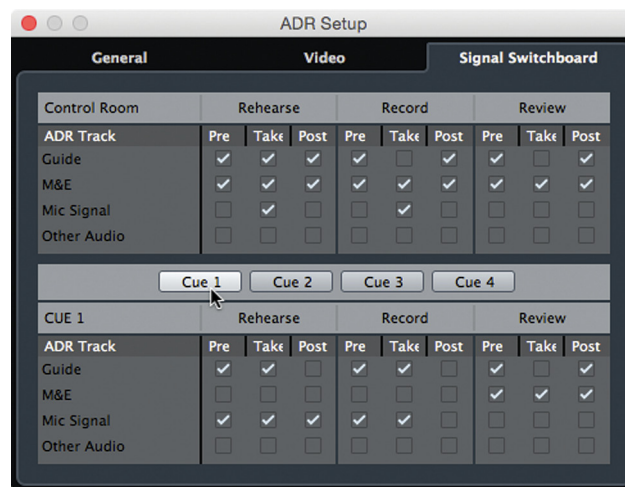 ADR Setup
General Video Signal Switchboard
Control Room Rehearse Record Review
ADR Track Pre Take Post Pre Take Post Pre Take Post
Guide
M&E
Mic Signal
Other Audio
Cue 1 Cue 2 Cue 3 Cue 4
CUE 1 Rehearse Record Review
ADR Track Pre Take Post Pre Take Post Pre Take Post
Guide
M&E
Mic Signal
Other Audio